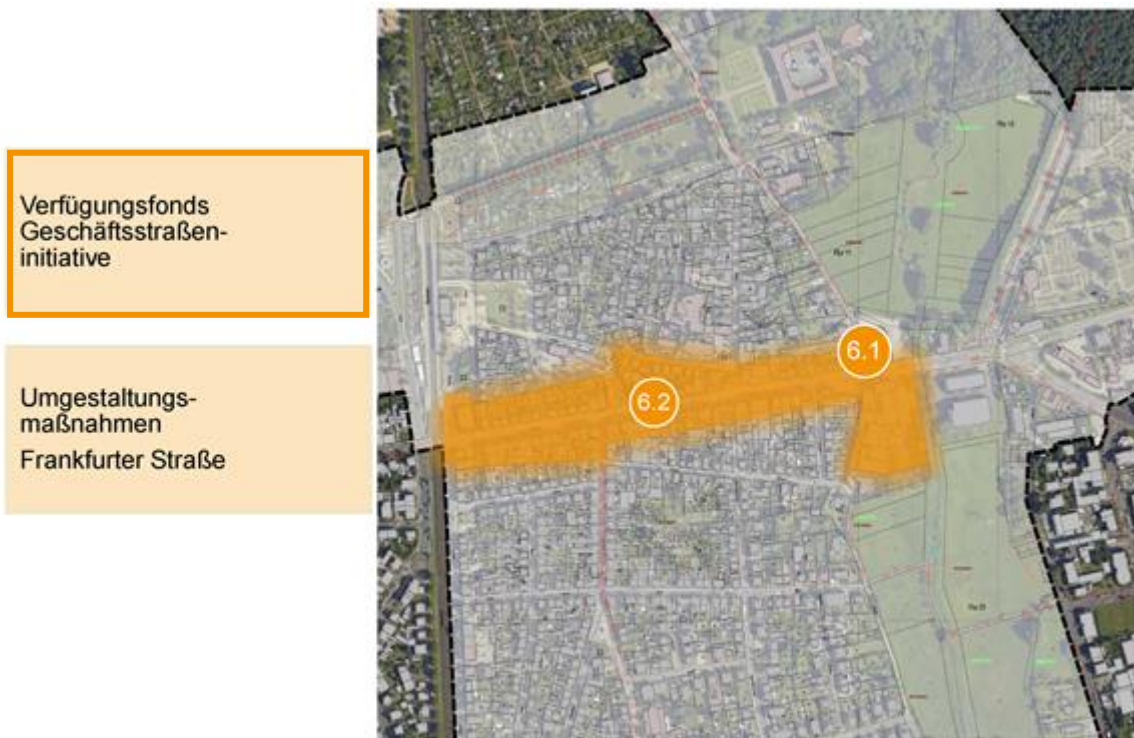 Verfügungsfonds
Geschäftsstraßen-
initiative
Umgestaltungs-
maßnahmen
Frankfurter Straße
6.1
6.2